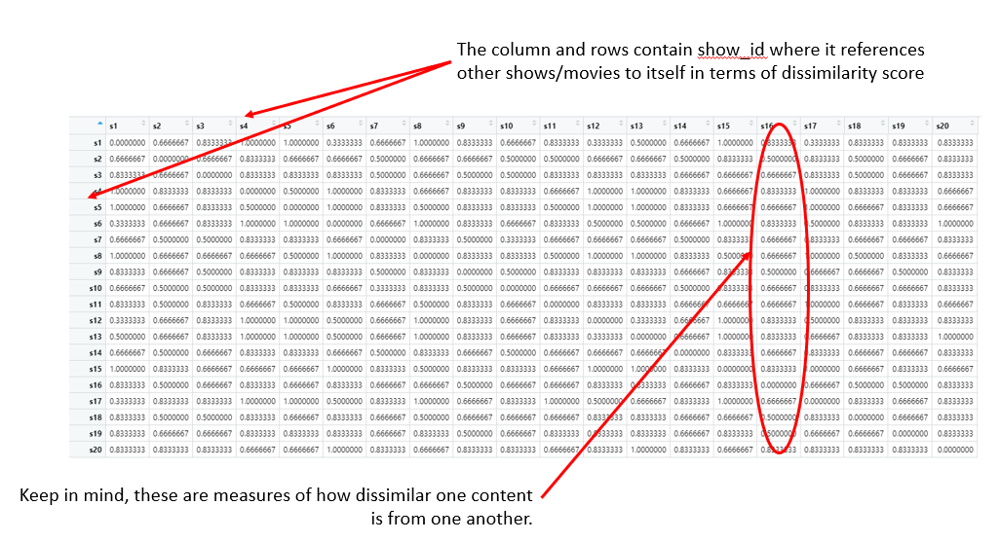 The column and rows contain show_id where it references
other shows/movies to itself in terms of dissimilarity score
s1 s2 s3 s4 s5 s6 s7 s8 s9 s10 s11 s12 s13 s14 s15 s16 s17 s18 s19 s20
s1 0.0000000 0.6666667 0.8333333 1.0000000 1.0000000 0.3333333 0.6666667 1.0000000 0.8333333 0.6666667 0.8333333 0.3333333 0.5000000 0.6666667 1.0000000 0.8333333 0.3333333 0.8333333 0.8333333 0.8333333
s2 0.6666667 0.0000000 0.6666667 0.8333333 0.6666667 0.6666667 0.5000000 0.6666667 0.6666667 0.5000000 0.5000000 0.6666667 0.6666667 0.5000000 0.8333333 0.5000000 0.8333333 0.5000000 0.6666667 0.8333333
s3 0.8333333 0.6666667 0.0000000 0.8333333 0.8333333 0.8333333 0.5000000 0.6666667 0.5000000 0.5000000 0.8333333 0.8333333 0.8333333 0.6666667 0.6666667 0.6666667 0.8333333 0.5000000 0.6666667 0.8333333
s4 1.0000000 0.8333333 0.8333333 0.0000000 0.5000000 1.0000000 0.8333333 0.6666667 0.8333333 0.8333333 0.6666667 1.0000000 1.0000000 0.8333333 0.6666667 0.8333333 1.0000000 0.8333333 0.8333333 0.6666667
s5 1.0000000 0.6666667 0.8333333 0.5000000 0.0000000 1.0000000 0.8333333 0.5000000 0.8333333 0.8333333 0.5000000 1.0000000 1.0000000 0.8333333 0.6666667 0.6666667 1.0000000 0.6666667 0.8333333 0.6666667
s6 0.3333333 0.6666667 0.8333333 1.0000000 1.0000000 0.0000000 0.6666667 1.0000000 0.8333333 0.6666667 0.8333333 0.5000000 0.5000000 0.6666667 1.0000000 0.8333333 0.5000000 0.8333333 0.8333333 1.0000000
s7 0.6666667 0.5000000 0.5000000 0.8333333 0.8333333 0.6666667 0.0000000 0.8333333 0.5000000 0.3333333 0.6666667 0.6666667 0.6666667 0.5000000 0.8333333 0.6666667 0.8333333 0.6666667 0.6666667 0.8333333
s8 1.0000000 0.6666667 0.6666667 0.6666667 0.5000000 1.0000000 0.8333333 0.0000000 0.8333333 0.8333333 0.5000000 1.0000000 1.0000000 0.8333333 0.5000000 0.6666667 1.0000000 0.5000000 0.8333333 0.6666667
s9 0.8333333 0.6666667 0.5000000 0.8333333 0.8333333 0.8333333 0.5000000 0.8333333 0.0000000 0.5000000 0.8333333 0.8333333 0.8333333 0.6666667 0.8333333 0.5000000 0.6666667 0.6666667 0.5000000 0.8333333
s10 0.6666667 0.5000000 0.5000000 0.8333333 0.8333333 0.6666667 0.3333333 0.8333333 0.5000000 0.0000000 0.6666667 0.6666667 0.6666667 0.5000000 0.8333333 0.6666667 0.8333333 0.6666667 0.6666667 0.8333333
s11 0.8333333 0.5000000 0.8333333 0.6666667 0.5000000 0.8333333 0.6666667 0.5000000 0.8333333 0.6666667 0.0000000 0.8333333 0.8333333 0.6666667 0.6666667 0.6666667 1.0000000 0.6666667 0.8333333 0.6666667
s12 0.3333333 0.6666667 0.8333333 1.0000000 1.0000000 0.5000000 0.6666667 1.0000000 0.8333333 0.6666667 0.8333333 0.0000000 0.3333333 0.6666667 1.0000000 0.8333333 0.5000000 0.8333333 0.8333333 0.8333333
s13 0.5000000 0.6666667 0.8333333 1.0000000 1.0000000 0.5000000 0.6666667 1.0000000 0.8333333 0.6666667 0.8333333 0.3333333 0.0000000 0.6666667 1.0000000 0.8333333 0.6666667 0.8333333 0.8333333 1.0000000
s14 0.6666667 0.5000000 0.6666667 0.8333333 0.8333333 0.6666667 0.5000000 0.8333333 0.6666667 0.5000000 0.6666667 0.6666667 0.6666667 0.0000000 0.8333333 0.6666667 0.8333333 0.6666667 0.6666667 0.8333333
s15 1.0000000 0.8333333 0.6666667 0.6666667 0.6666667 1.0000000 0.8333333 0.5000000 0.8333333 0.8333333 0.6666667 1.0000000 1.0000000 0.8333333 0.0000000 0.8333333 1.0000000 0.6666667 0.8333333 0.6666667
s16 0.8333333 0.5000000 0.6666667 0.8333333 0.6666667 0.8333333 0.6666667 0.6666667 0.5000000 0.6666667 0.6666667 0.8333333 0.8333333 0.6666667 0.8333333 0.0000000 0.6666667 0.5000000 0.5000000 0.8333333
s17 0.3333333 0.8333333 0.8333333 1.0000000 1.0000000 0.5000000 0.8333333 1.0000000 0.6666667 0.8333333 1.0000000 0.5000000 0.6666667 0.8333333 1.0000000 0.6666667 0.0000000 0.8333333 0.6666667 0.8333333
s18 0.8333333 0.5000000 0.5000000 0.8333333 0.6666667 0.8333333 0.6666667 0.5000000 0.6666667 0.6666667 0.6666667 0.8333333 0.8333333 0.6666667 0.6666667 0.5000000 0.8333333 0.0000000 0.6666667 0.8333333
s19 0.8333333 0.6666667 0.6666667 0.8333333 0.8333333 0.8333333 0.6666667 0.8333333 0.5000000 0.6666667 0.8333333 0.8333333 0.8333333 0.6666667 0.8333333 0.5000000 0.6666667 0.6666667 0.0000000 0.8333333
s20 0.8333333 0.8333333 0.8333333 0.6666667 0.6666667 1.0000000 0.8333333 0.6666667 0.8333333 0.8333333 0.6666667 0.8333333 1.0000000 0.8333333 0.6666667 0.8333333 0.8333333 0.8333333 0.8333333 0.0000000
Keep in mind, these are measures of how dissimilar one content
is from one another.